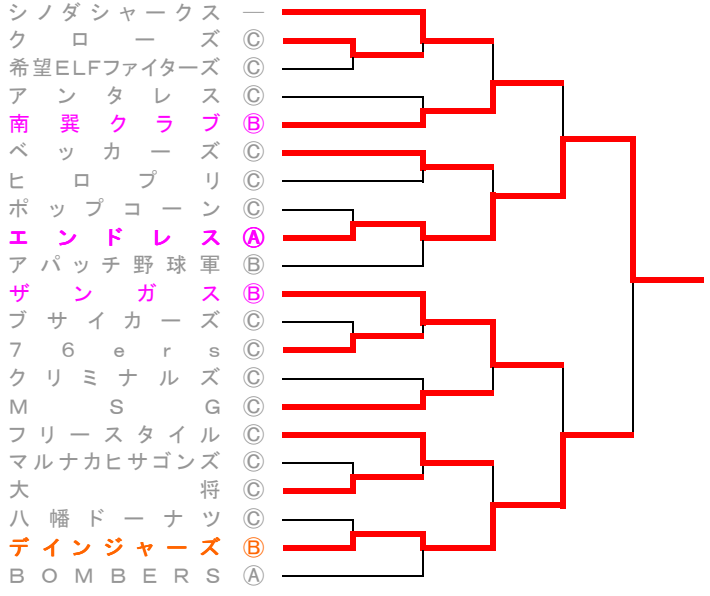 シノダシャークス ―
クローズ Ⓒ
希望ELFファイターズ Ⓒ
アンタレス Ⓒ
南巽クラブ Ⓑ
ベッカーズ Ⓒ
ヒロプリ Ⓒ
ポップコーン Ⓒ
エンドレス Ⓐ
アパッチ野球軍 Ⓑ
ザンガス Ⓑ
ブサイカーズ Ⓒ
76ers Ⓒ
クリミナルズ Ⓒ
MSG Ⓒ
フリースタイル Ⓒ
マルナカヒサゴンズ Ⓒ
大将 Ⓒ
八幡ドーナツ Ⓒ
デインジャーズ Ⓑ
BOMBERS Ⓐ